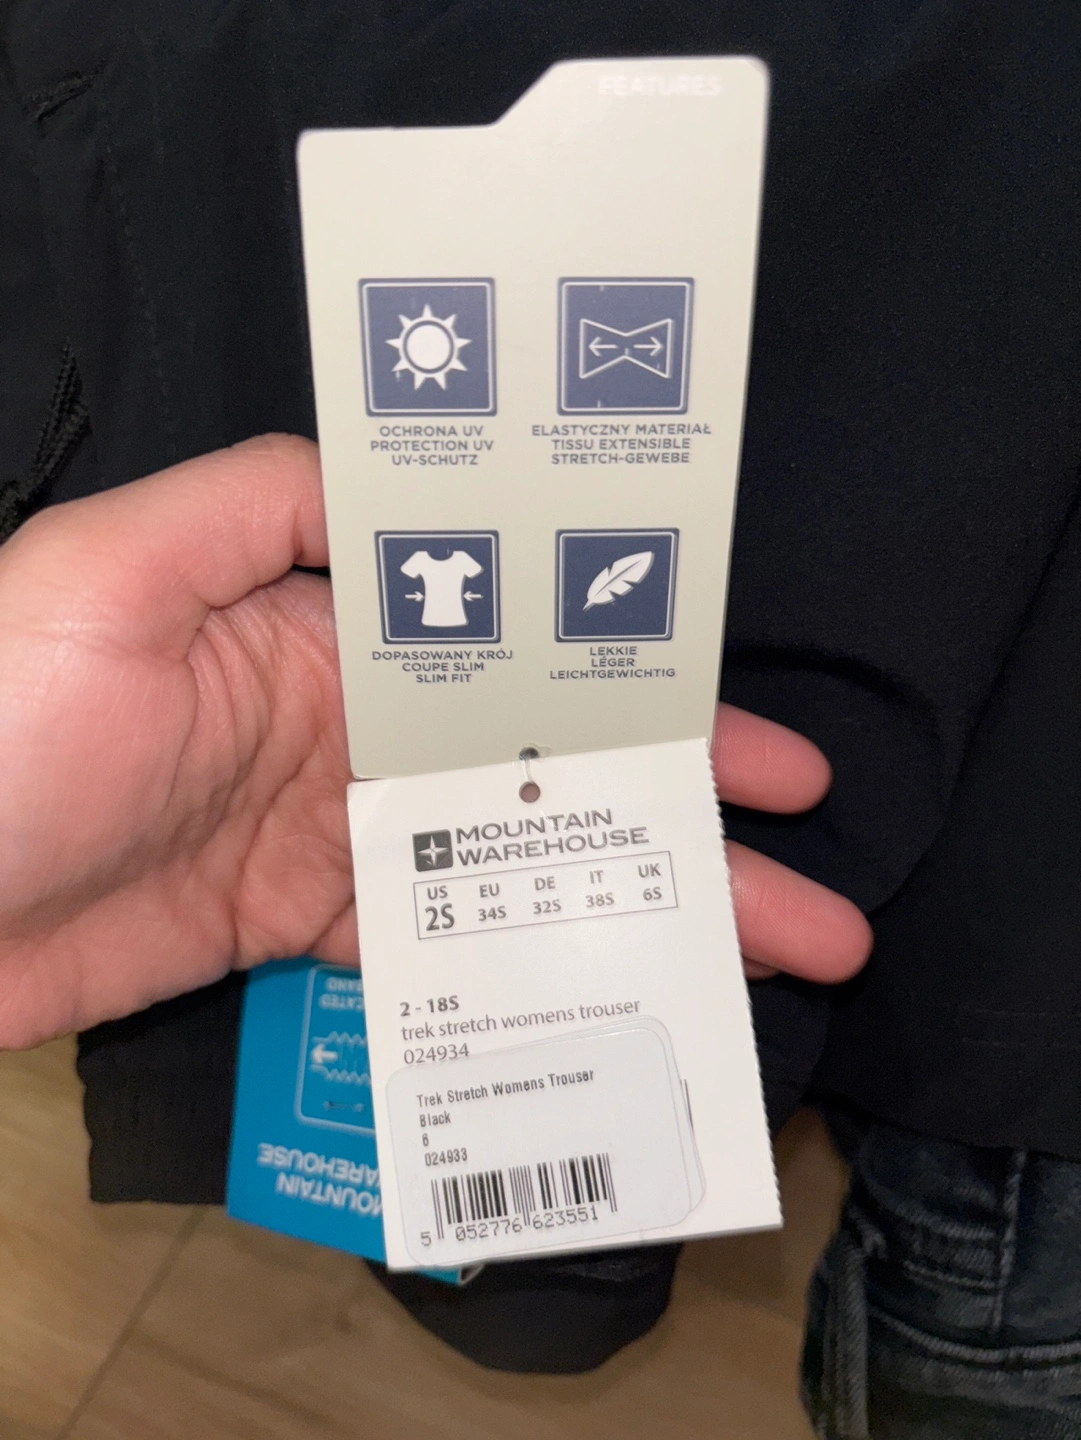 FEATURES
OCHRONA UV
PROTECTION UV
UV-SCHUTZ
ELASTYCZNY MATERIAŁ
TISSU EXTENSIBLE
STRETCH-GEWEBE
DOPASOWANY KRÓJ
COUPE SLIM
SLIM FIT
LEKKIE
LÉGER
LEICHTGEWICHTIG
MOUNTAIN
WAREHOUSE
US EU DE IT UK
2S 34S 32S 38S 6S
2 - 18S
trek stretch womens trouser
024934
Trek Stretch Womens Trouser
Black
6
024933
5 052776 623551